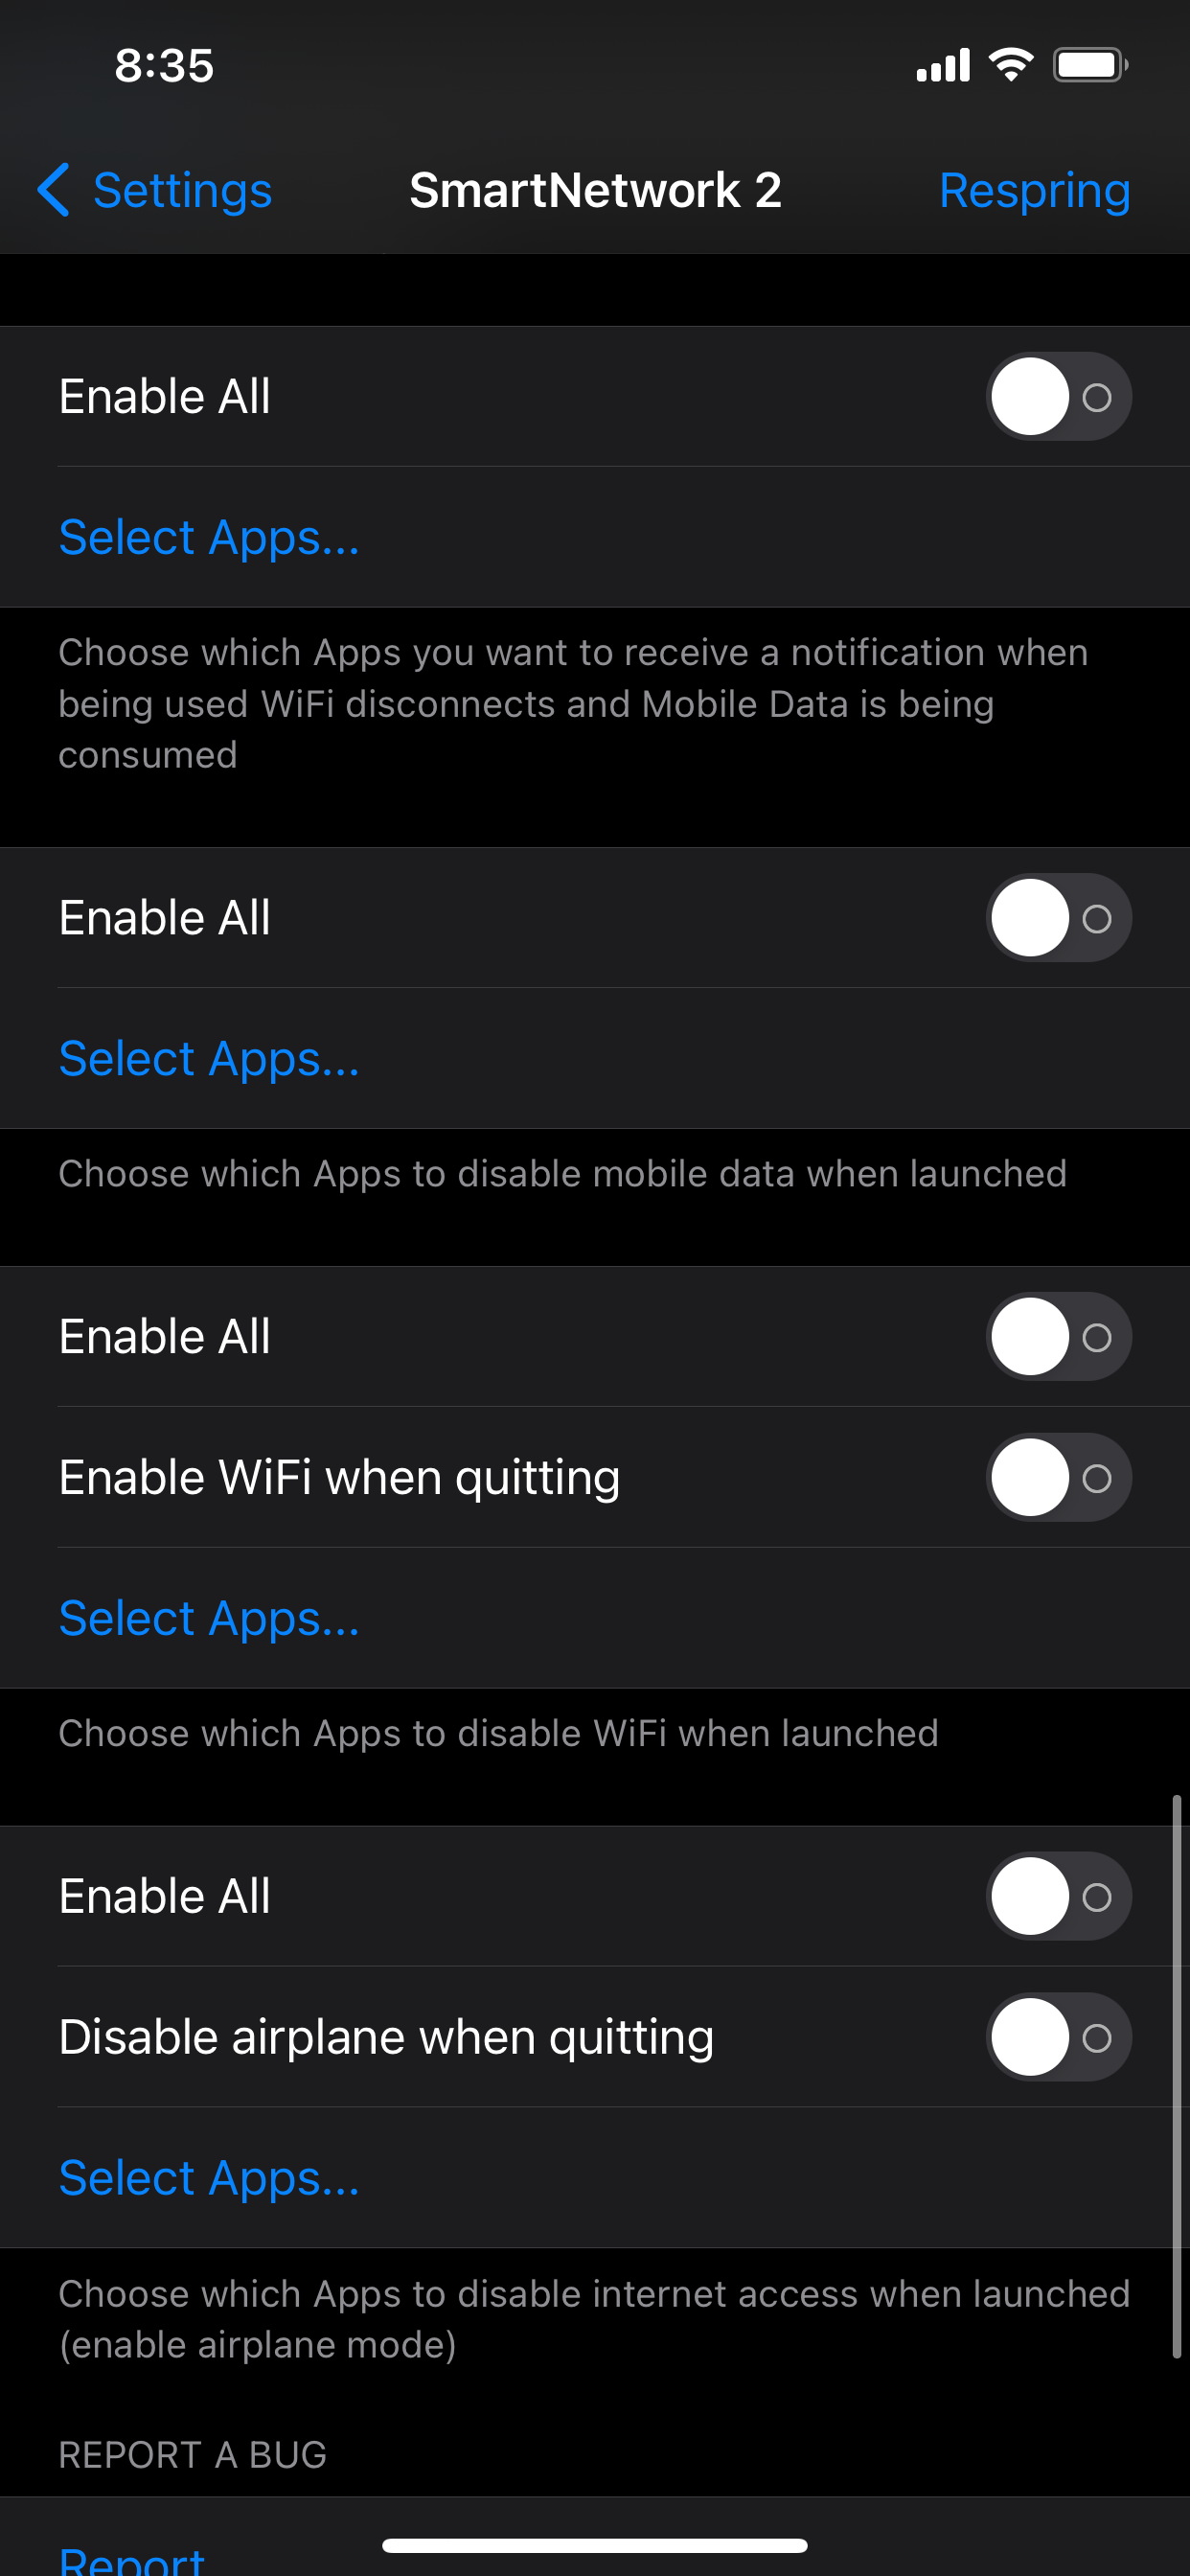 8:35
Settings
SmartNetwork 2
Respring
Enable All
Select Apps...
Choose which Apps you want to receive a notification when
being used WiFi disconnects and Mobile Data is being
consumed
Enable All
Select Apps...
Choose which Apps to disable mobile data when launched
Enable All
Enable WiFi when quitting
Select Apps...
Choose which Apps to disable WiFi when launched
Enable All
Disable airplane when quitting
Select Apps...
Choose which Apps to disable internet access when launched
(enable airplane mode)
REPORT A BUG
Report